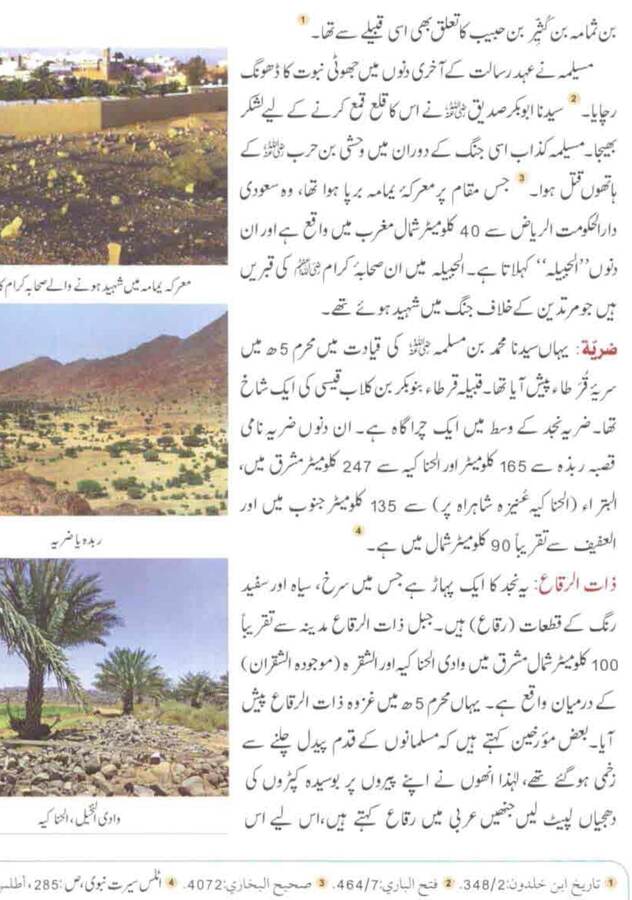 بن ثمامہ بن کُثیِّر بن حبیب کا تعلق بھی اسی قبیلے سے تھا۔ 1
مسیلمہ نے عہد رسالت کے آخری دنوں میں جھوٹی نبوت کا ڈھونگ
رچایا۔ 2 سیدنا ابوبکر صدیق رضی اللہ عنہ نے اس کا قلع قمع کرنے کے لیے لشکر
بھیجا۔ مسیلمہ کذاب اسی جنگ کے دوران میں وحشی بن حرب رضی اللہ عنہ کے
ہاتھوں قتل ہوا۔ 3 جس مقام پر معرکۂ یمامہ برپا ہوا تھا، وہ سعودی
دارالحکومت الریاض سے 40 کلومیٹر شمال مغرب میں واقع ہے اور ان
دنوں ’’الجبیلہ‘‘ کہلاتا ہے۔ الجبیلہ میں ان صحابۂ کرام رضی اللہ عنہم کی قبریں
ہیں جو مرتدین کے خلاف جنگ میں شہید ہوئے تھے۔
ضریّة: یہاں سیدنا محمد بن مسلمہ رضی اللہ عنہ کی قیادت میں محرم 5ھ میں
سریۂ قُرَطاء پیش آیا تھا۔ قبیلہ قرطاء بنوبکر بن کلاب قیسی کی ایک شاخ
تھا۔ ضریہ نجد کے وسط میں ایک چراگاہ ہے۔ ان دنوں ضریہ نامی
قصبہ ربذہ سے 165 کلومیٹر اور الحناکیہ سے 247 کلومیٹر مشرق میں،
البتراء (الحناکیہ عُنیزہ شاہراہ پر) سے 135 کلومیٹر جنوب میں اور
العفیف سے تقریباً 90 کلومیٹر شمال میں ہے۔ 4
ذات الرقاع: یہ نجد کا ایک پہاڑ ہے جس میں سرخ، سیاہ اور سفید
رنگ کے قطعات (رقاع) ہیں۔ جبل ذات الرقاع مدینہ سے تقریباً
100 کلومیٹر شمال مشرق میں وادی الحناکیہ اور الشقرہ (موجودہ الشقران)
کے درمیان واقع ہے۔ یہاں محرم 5ھ میں غزوہ ذات الرقاع پیش
آیا۔ بعض مؤرخین کہتے ہیں کہ مسلمانوں کے قدم پیدل چلنے سے
زخمی ہوگئے تھے، لہٰذا انھوں نے اپنے پیروں پر بوسیدہ کپڑوں کی
دھجیاں لپیٹ لیں جنھیں عربی میں رقاع کہتے ہیں، اس لیے اس
معرکہ یمامہ میں شہید ہونے والے صحابہ کرام
ربذہ یا ضریہ
وادی النخیل، الحناکیہ
1 تاریخ ابن خلدون:348/2. 2 فتح الباري:464/7. 3 صحیح البخاري:4072. 4 اٹلس سیرت نبوی، ص:285، أطلس